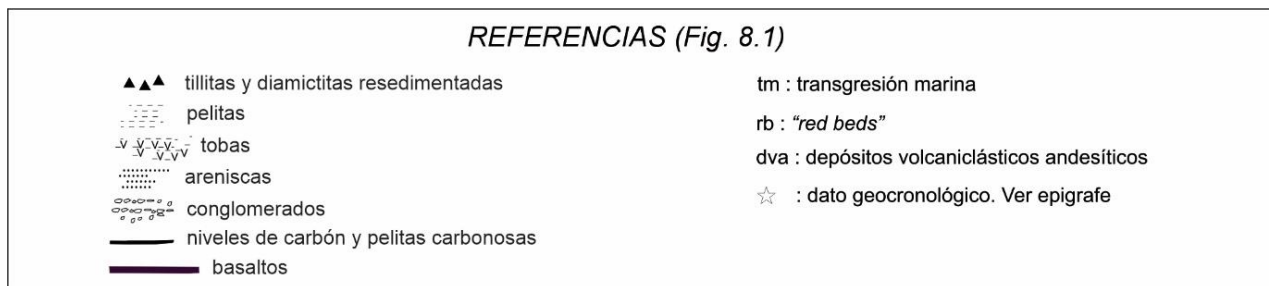 REFERENCIAS (Fig. 8.1)
tillitas y diamictitas resedimentadas
pelitas
tobas
areniscas
conglomerados
niveles de carbón y pelitas carbonosas
basaltos
tm : transgresión marina
rb : “red beds”
dva : depósitos volcaniclásticos andesíticos
☆ : dato geocronológico. Ver epigrafe